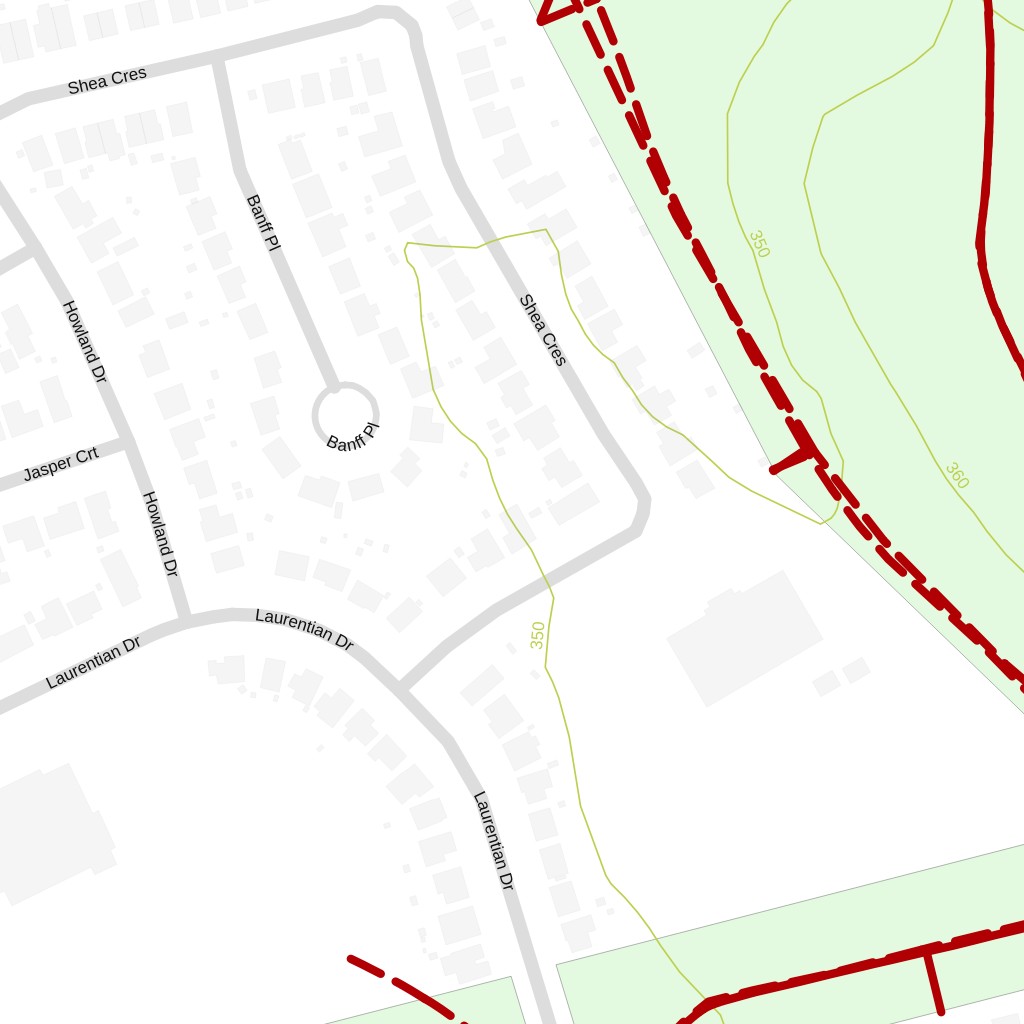 Shea Cres
Banff Pl
350
Howland Dr
Shea Cres
Banff Pl
Jasper Crt
360
Howland Dr
Laurentian Dr
350
Laurentian Dr
Laurentian Dr